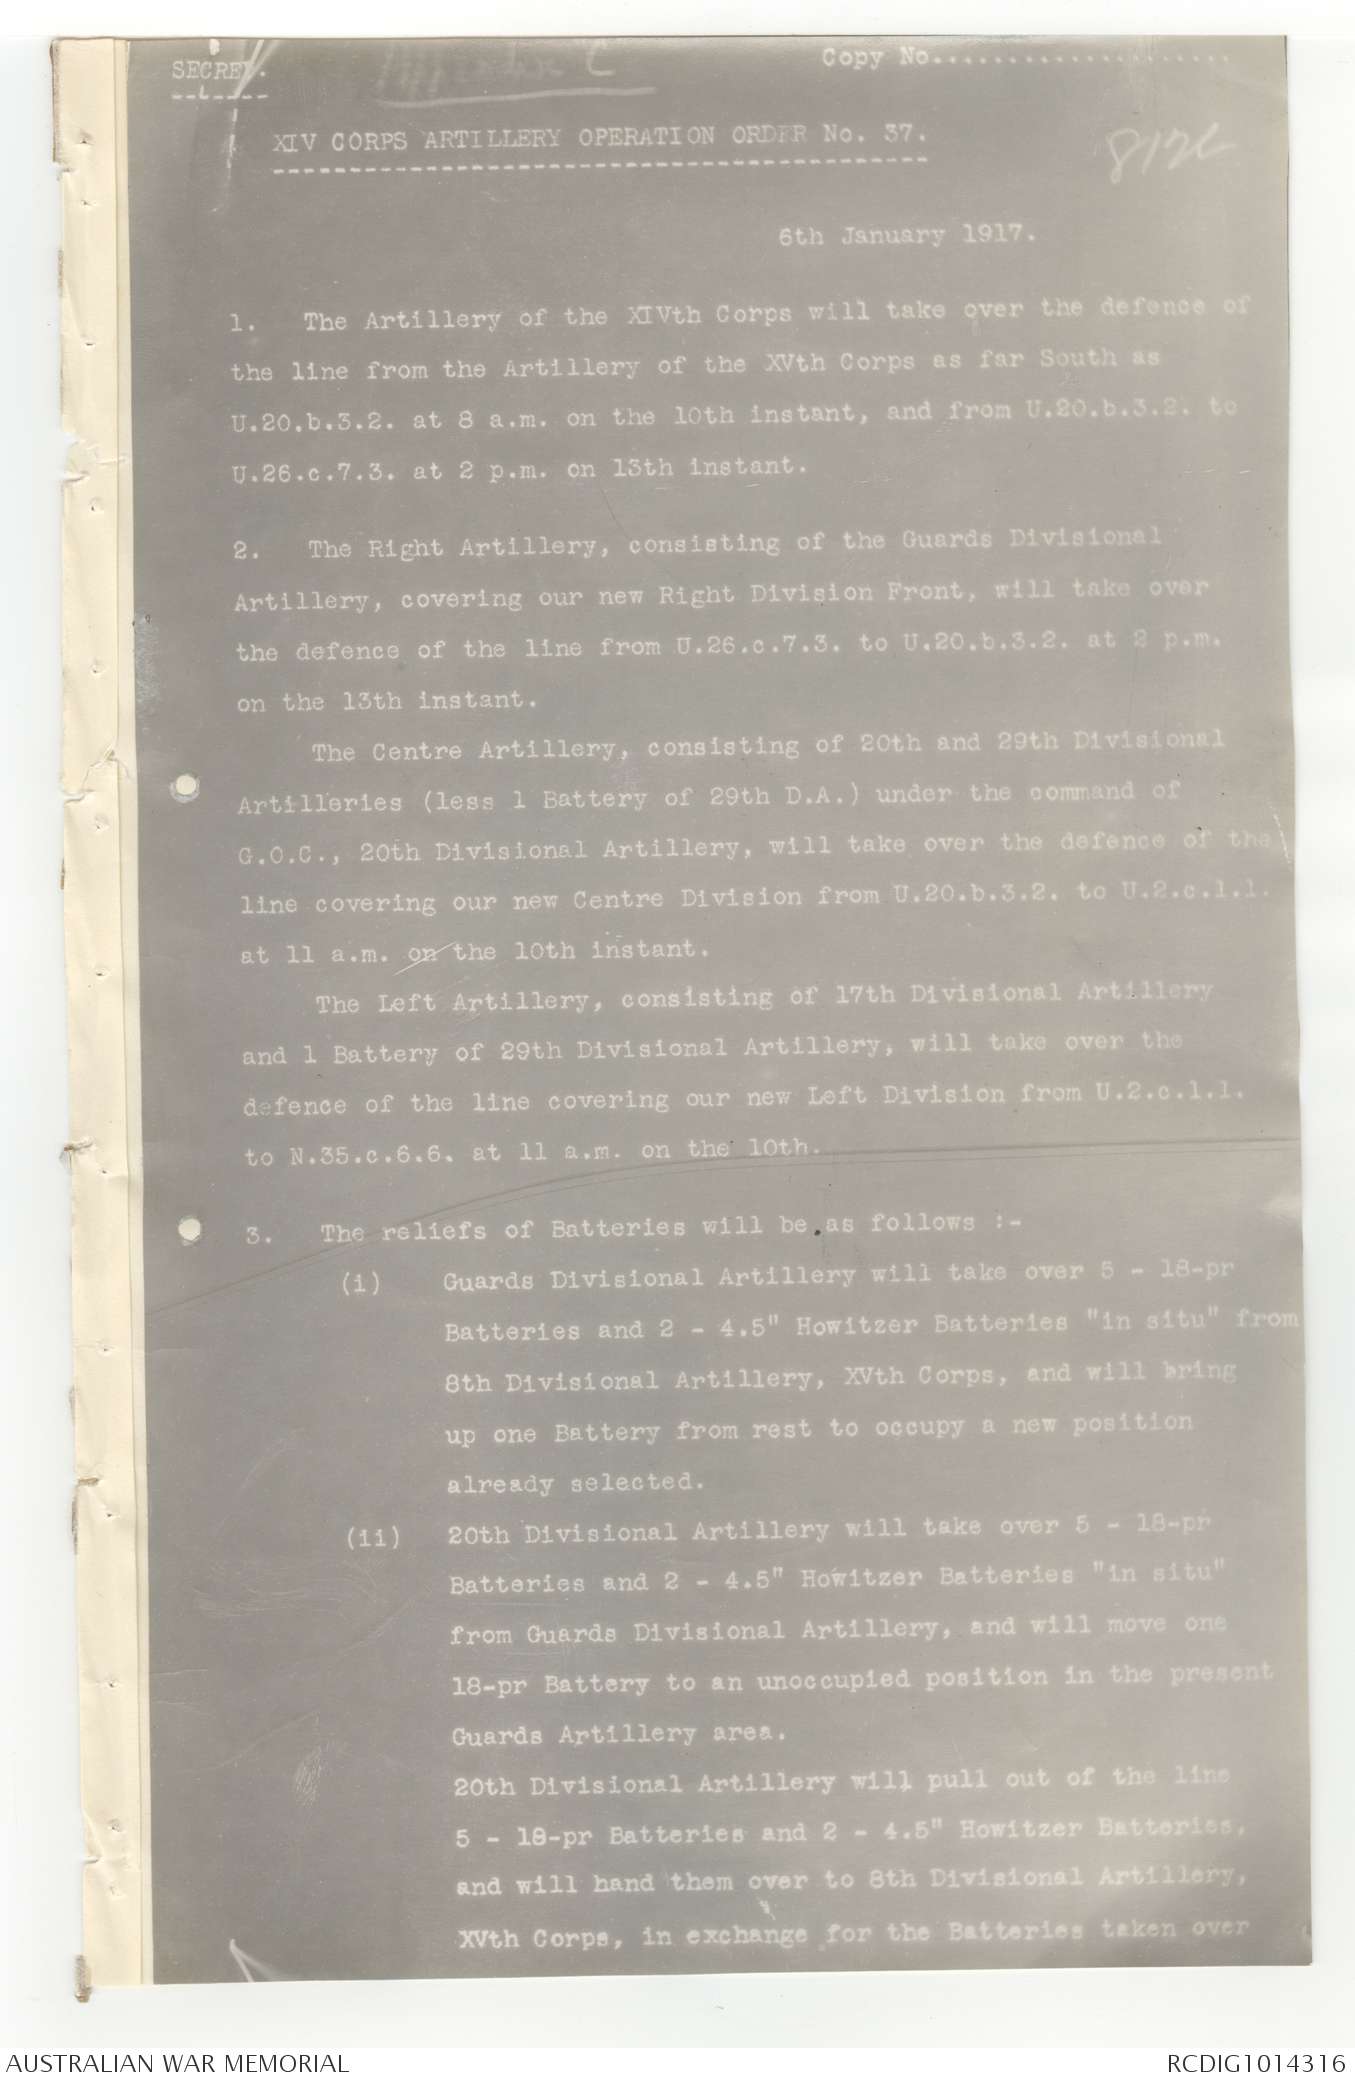 SECRET.
Copy No....................
XIV CORPS ARTILLERY OPERATION ORDER No. 37.
6th January 1917.
1. The Artillery of the XIVth Corps will take over the defence of
the line from the Artillery of the XVth Corps as far South as
U.20.b.3.2. at 8 a.m. on the 10th instant, and from U.20.b.3.2. to
U.26.c.7.3. at 2 p.m. on 13th instant.
2. The Right Artillery, consisting of the Guards Divisional
Artillery, covering our new Right Division Front, will take over
the defence of the line from U.26.c.7.3. to U.20.b.3.2. at 2 p.m.
on the 13th instant.
The Centre Artillery, consisting of 20th and 29th Divisional
Artilleries (less 1 Battery of 29th D.A.) under the command of
G.O.C., 20th Divisional Artillery, will take over the defence of the
line covering our new Centre Division from U.20.b.3.2. to U.2.c.1.1.
at 11 a.m. on the 10th instant.
The Left Artillery, consisting of 17th Divisional Artillery
and 1 Battery of 29th Divisional Artillery, will take over the
defence of the line covering our new Left Division from U.2.c.1.1.
to N.35.c.6.6. at 11 a.m. on the 10th.
3. The reliefs of Batteries will be as follows :-
(i) Guards Divisional Artillery will take over 5 - 18-pr
Batteries and 2 - 4.5" Howitzer Batteries "in situ" from
8th Divisional Artillery, XVth Corps, and will bring
up one Battery from rest to occupy a new position
already selected.
(ii) 20th Divisional Artillery will take over 5 - 18-pr
Batteries and 2 - 4.5" Howitzer Batteries "in situ"
from Guards Divisional Artillery, and will move one
18-pr Battery to an unoccupied position in the present
Guards Artillery area.
20th Divisional Artillery will pull out of the line
5 - 18-pr Batteries and 2 - 4.5" Howitzer Batteries,
and will hand them over to 8th Divisional Artillery,
XVth Corps, in exchange for the Batteries taken over
AUSTRALIAN WAR MEMORIAL
RCDIG1014316